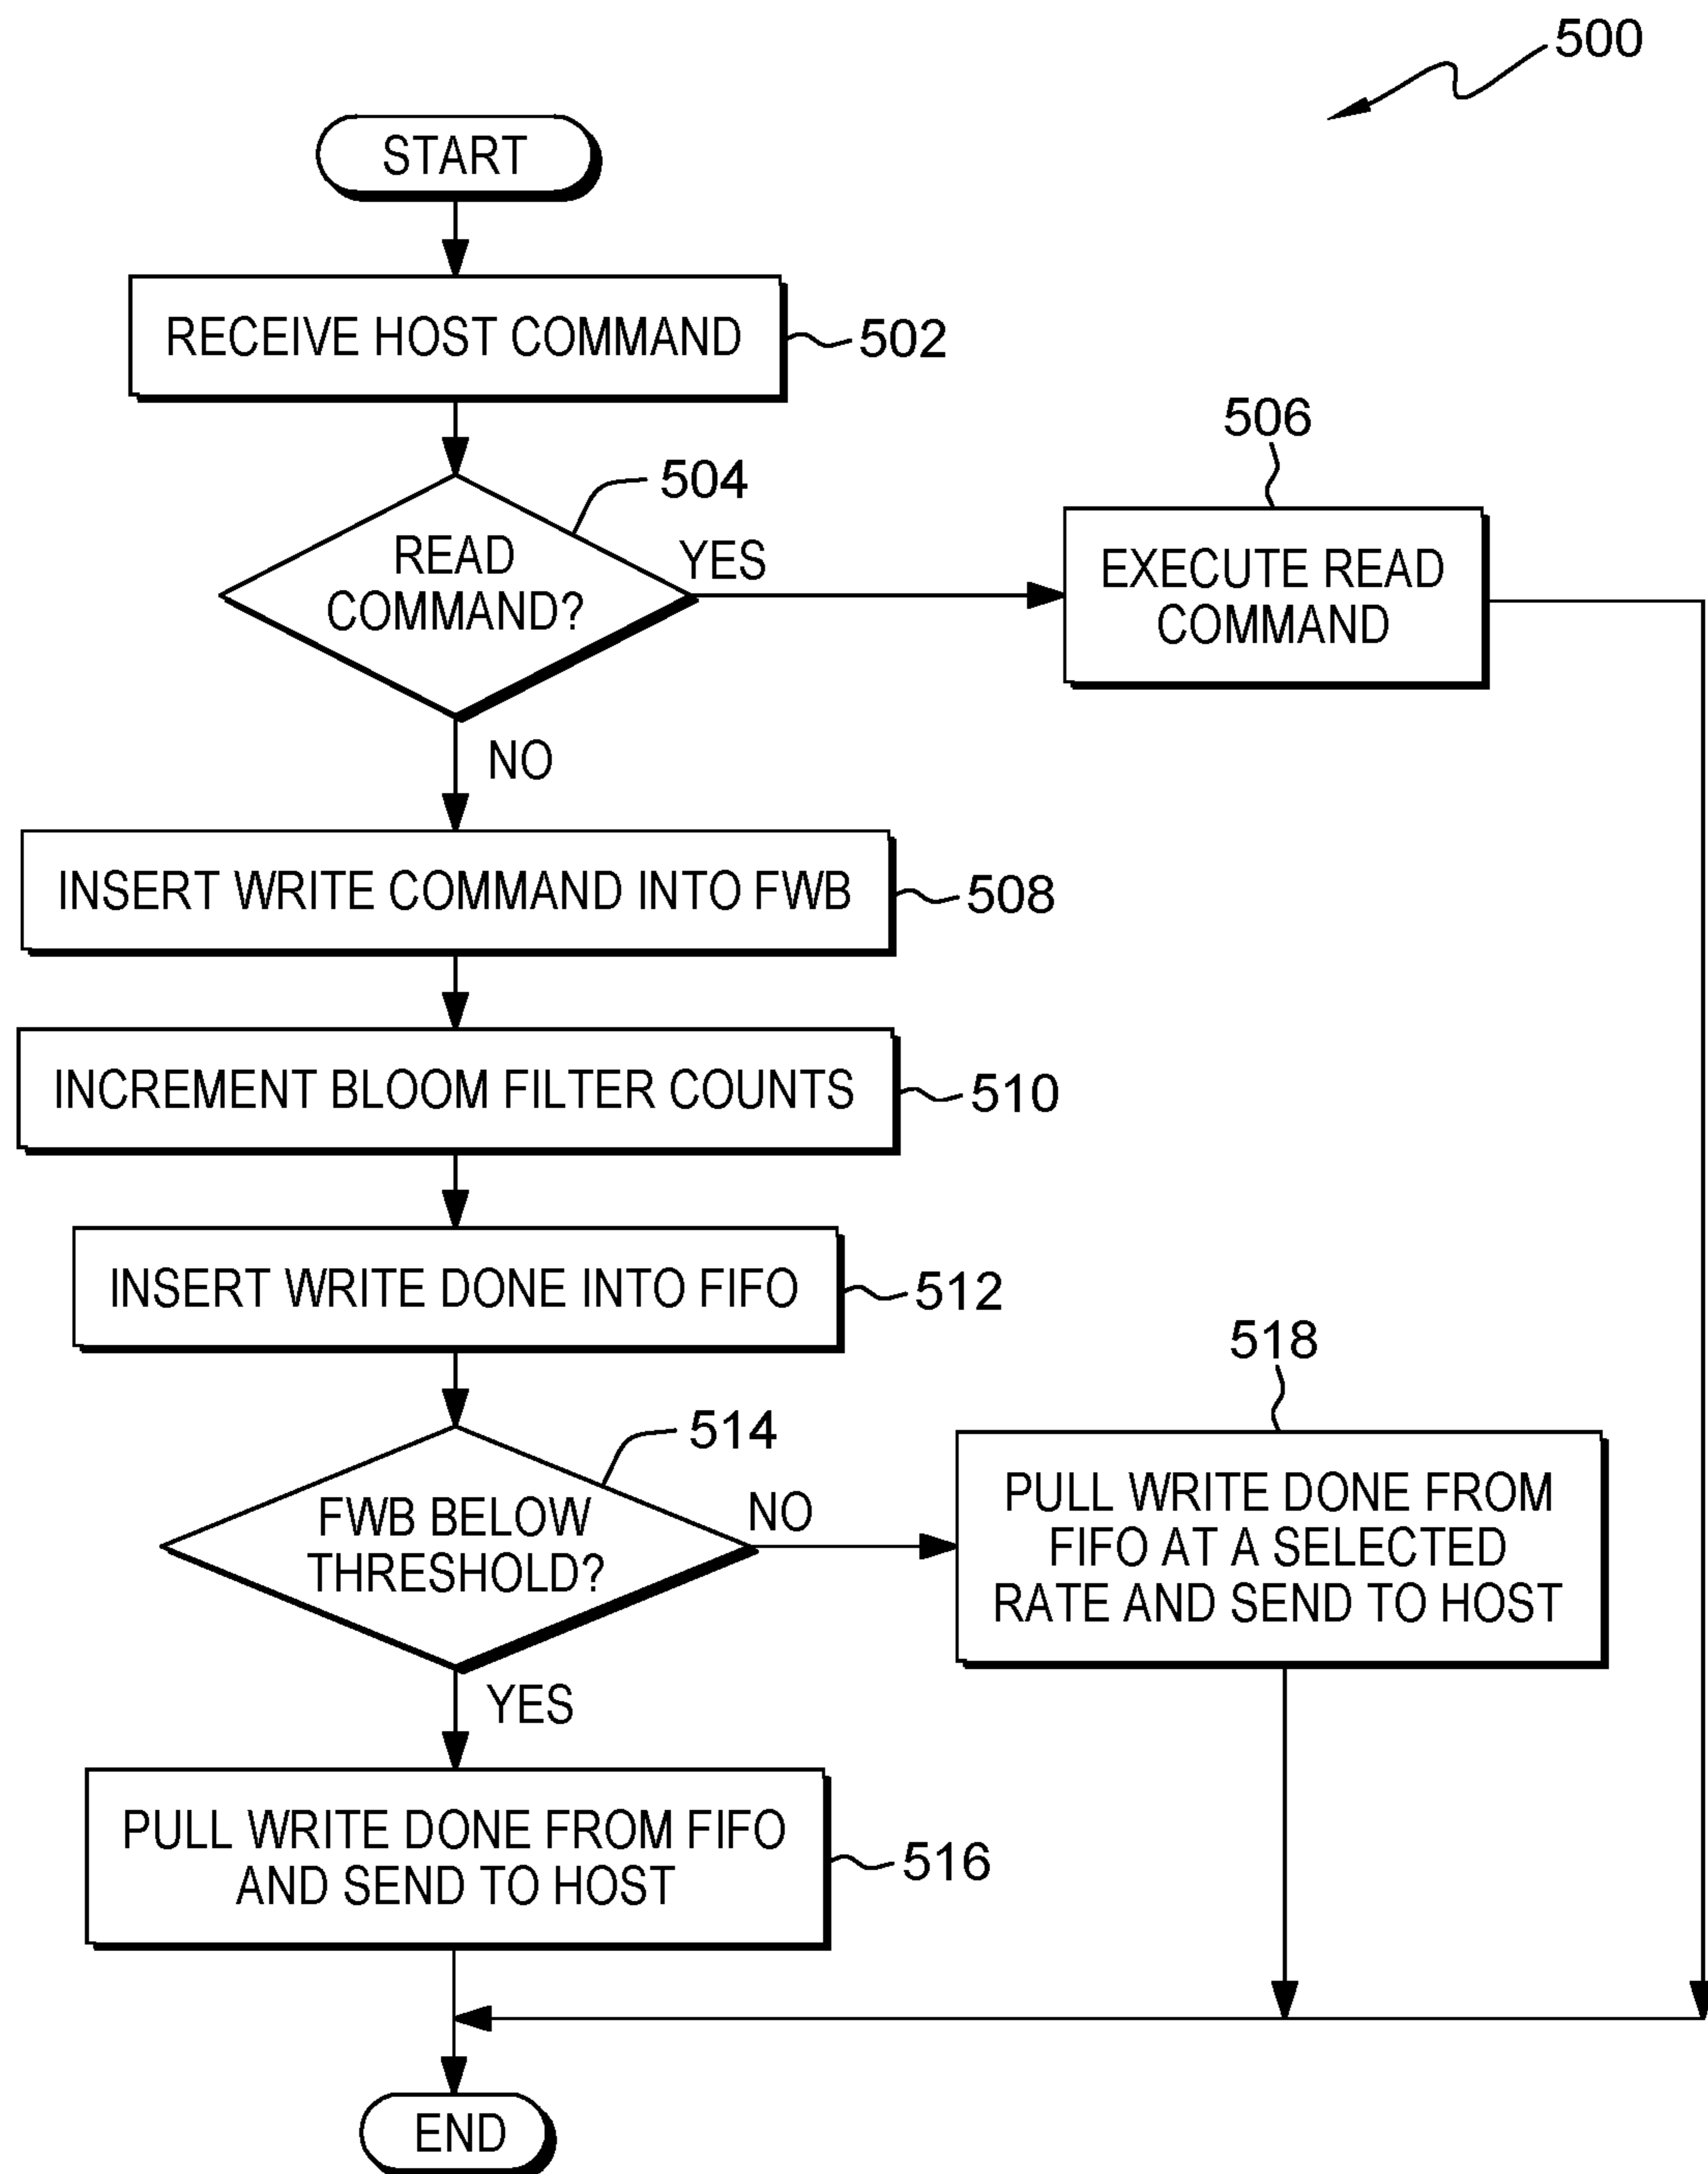 500
START
RECEIVE HOST COMMAND
502
504
506
READ
COMMAND?
YES
EXECUTE READ
COMMAND
NO
INSERT WRITE COMMAND INTO FWB
508
INCREMENT BLOOM FILTER COUNTS
510
INSERT WRITE DONE INTO FIFO
512
514
518
FWB BELOW
THRESHOLD?
NO
PULL WRITE DONE FROM
FIFO AT A SELECTED
RATE AND SEND TO HOST
YES
PULL WRITE DONE FROM FIFO
AND SEND TO HOST
516
END